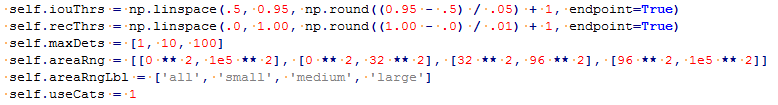 self.iouThrs = np.linspace(.5, 0.95, np.round((0.95 - .5) / .05) + 1, endpoint=True)
self.recThrs = np.linspace(.0, 1.00, np.round((1.00 - .0) / .01) + 1, endpoint=True)
self.maxDets = [1, 10, 100]
self.areaRng = [[0 ** 2, 1e5 ** 2], [0 ** 2, 32 ** 2], [32 ** 2, 96 ** 2], [96 ** 2, 1e5 ** 2]]
self.areaRngLbl = ['all', 'small', 'medium', 'large']
self.useCats = 1